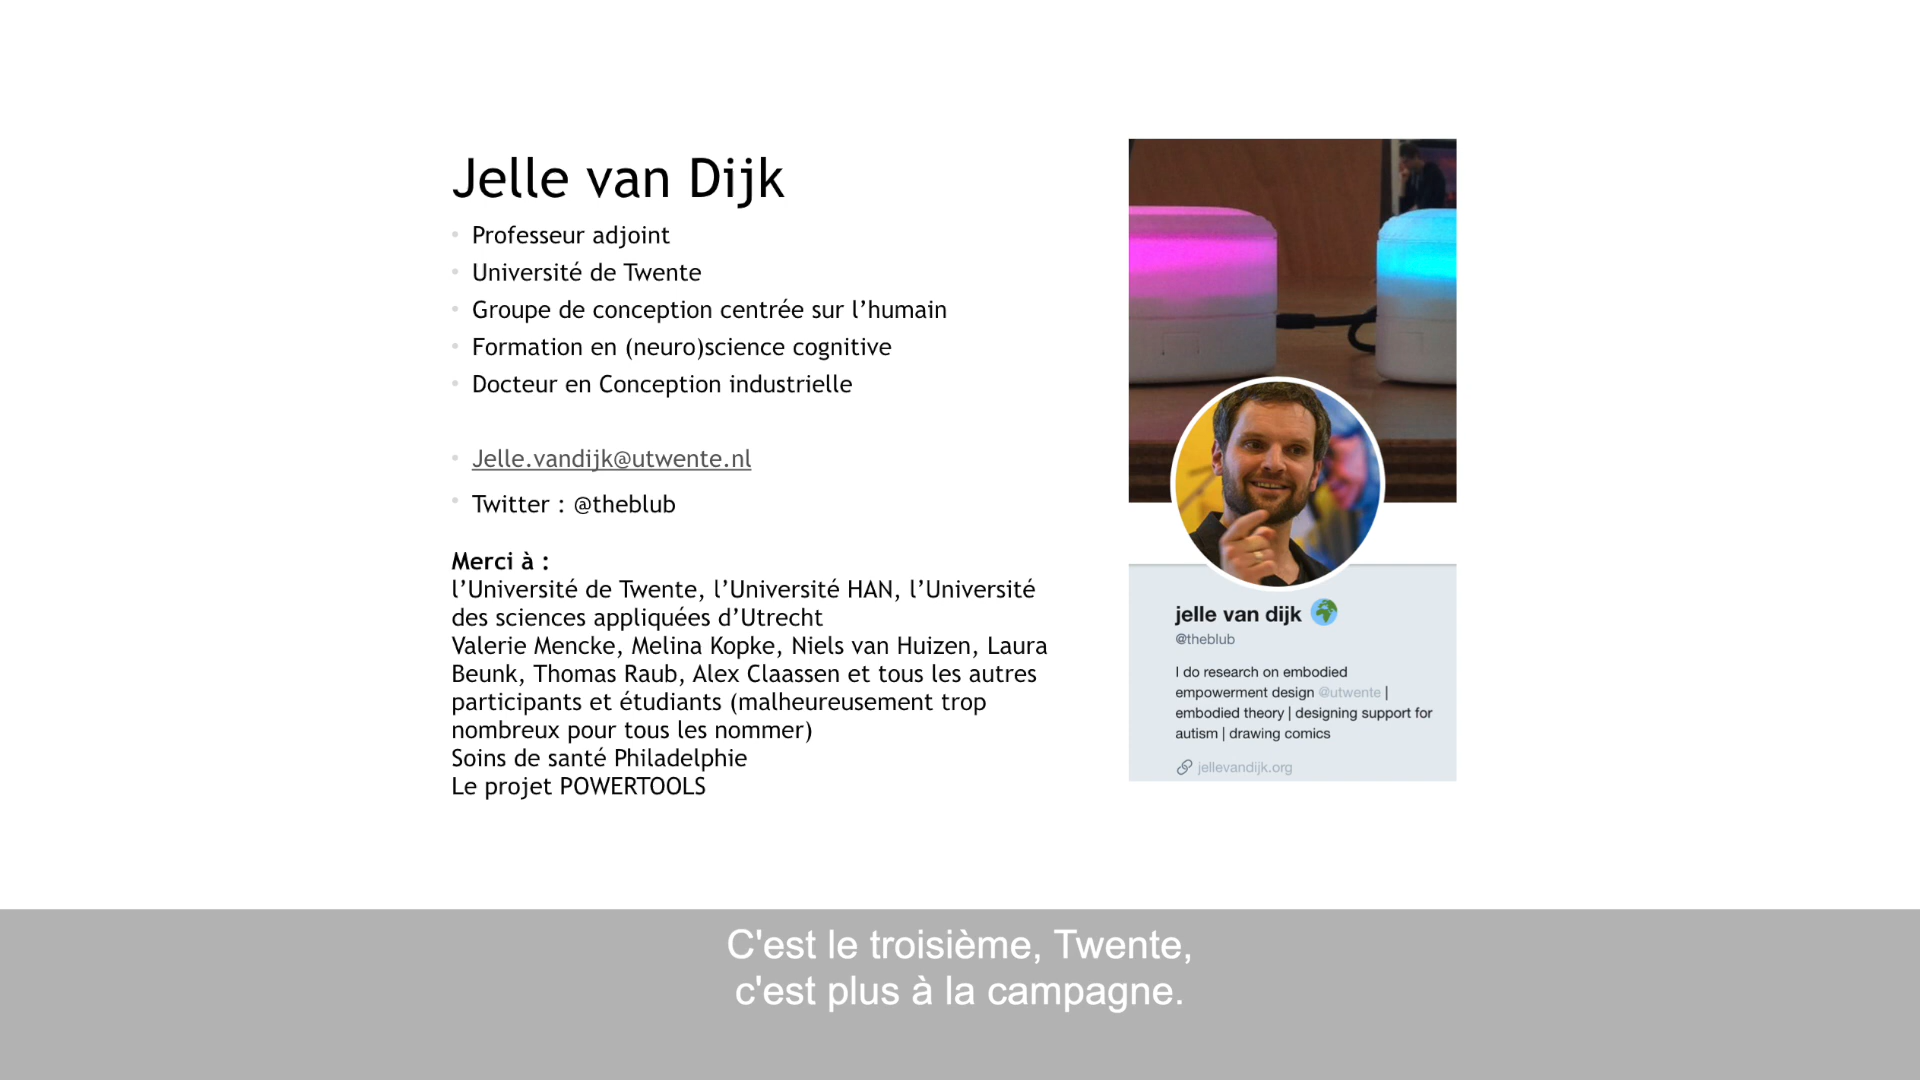 Jelle van Dijk
• Professeur adjoint
• Université de Twente
• Groupe de conception centrée sur l’humain
• Formation en (neuro)science cognitive
• Docteur en Conception industrielle
• Jelle.vandijk@utwente.nl
• Twitter : @theblub
Merci à :
l’Université de Twente, l’Université HAN, l’Université
des sciences appliquées d’Utrecht
Valerie Mencke, Melina Kopke, Niels van Huizen, Laura
Beunk, Thomas Raub, Alex Claassen et tous les autres
participants et étudiants (malheureusement trop
nombreux pour tous les nommer)
Soins de santé Philadelphie
Le projet POWERTOOLS
jelle van dijk 🌍
@theblub
I do research on embodied
empowerment design @utwente |
embodied theory | designing support for
autism | drawing comics
jellevandijk.org
C'est le troisième, Twente,
c'est plus à la campagne.